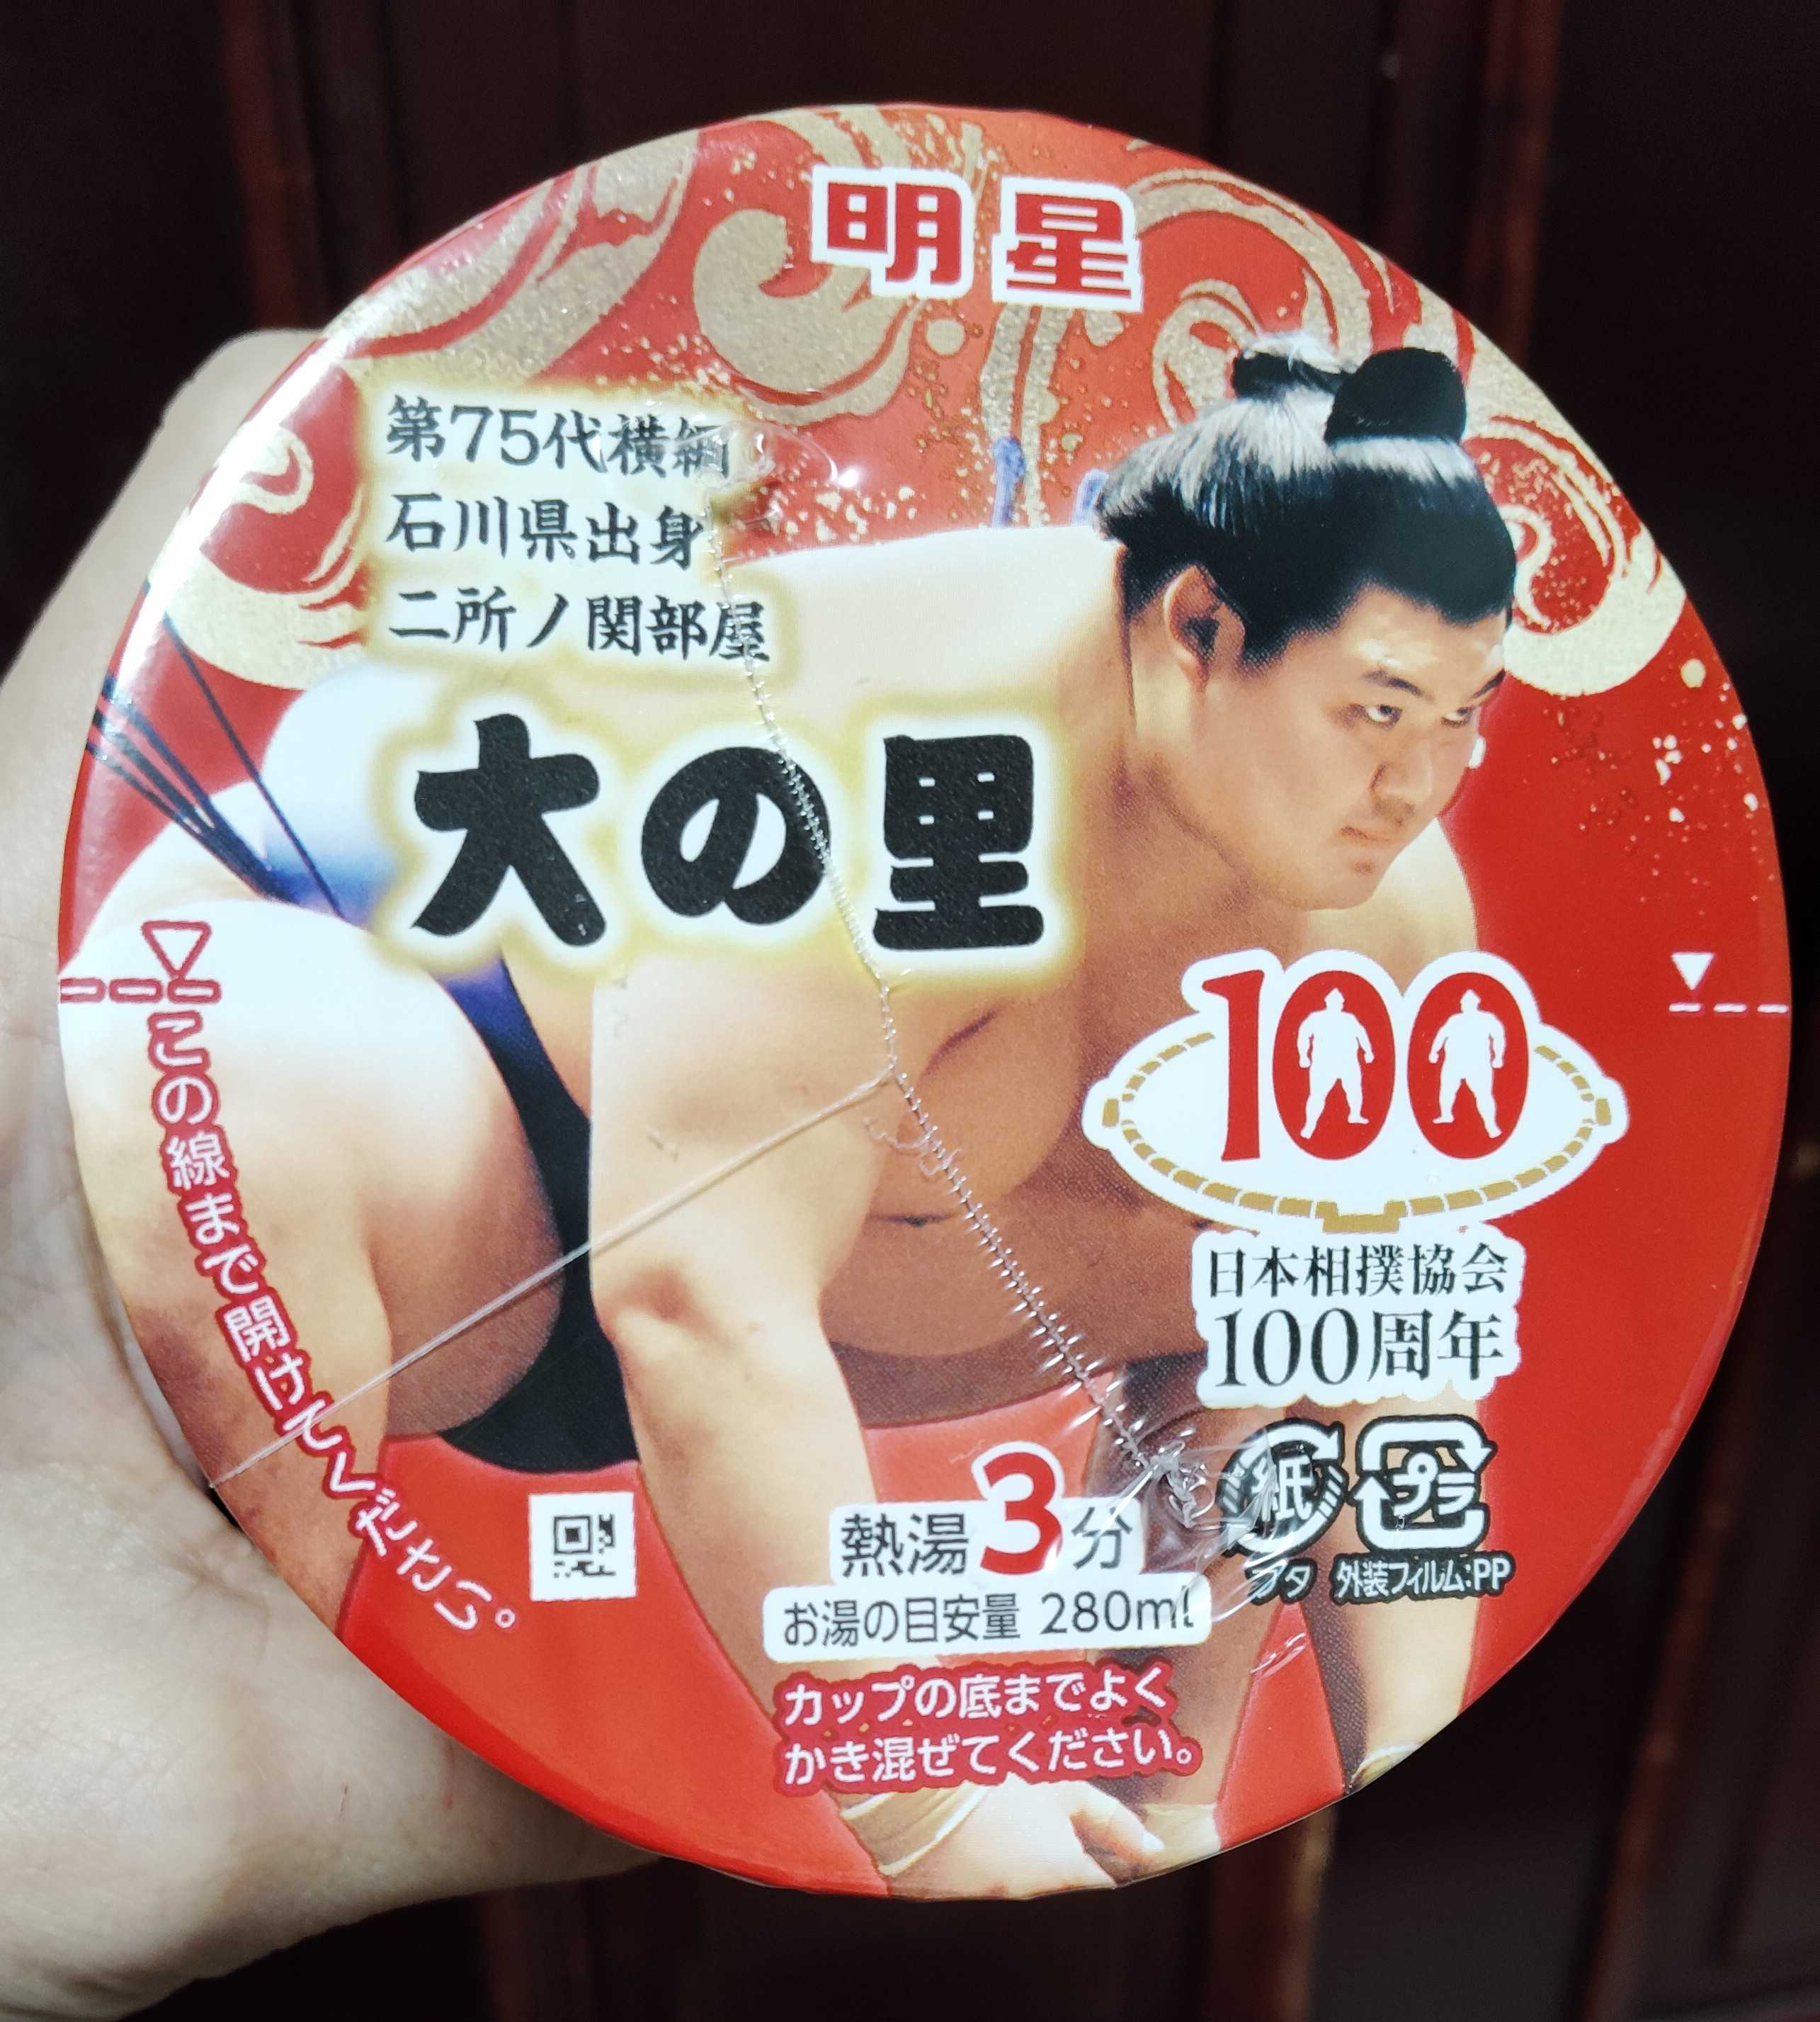 明星
第75代横綱
石川県出身
二所ノ関部屋
大の里
100
日本相撲協会
100周年
この線まで開けてください。
熱湯3分
お湯の目安量 280ml
カップの底までよく
かき混ぜてください。
紙
フタ
プラ
外装フィルム:PP